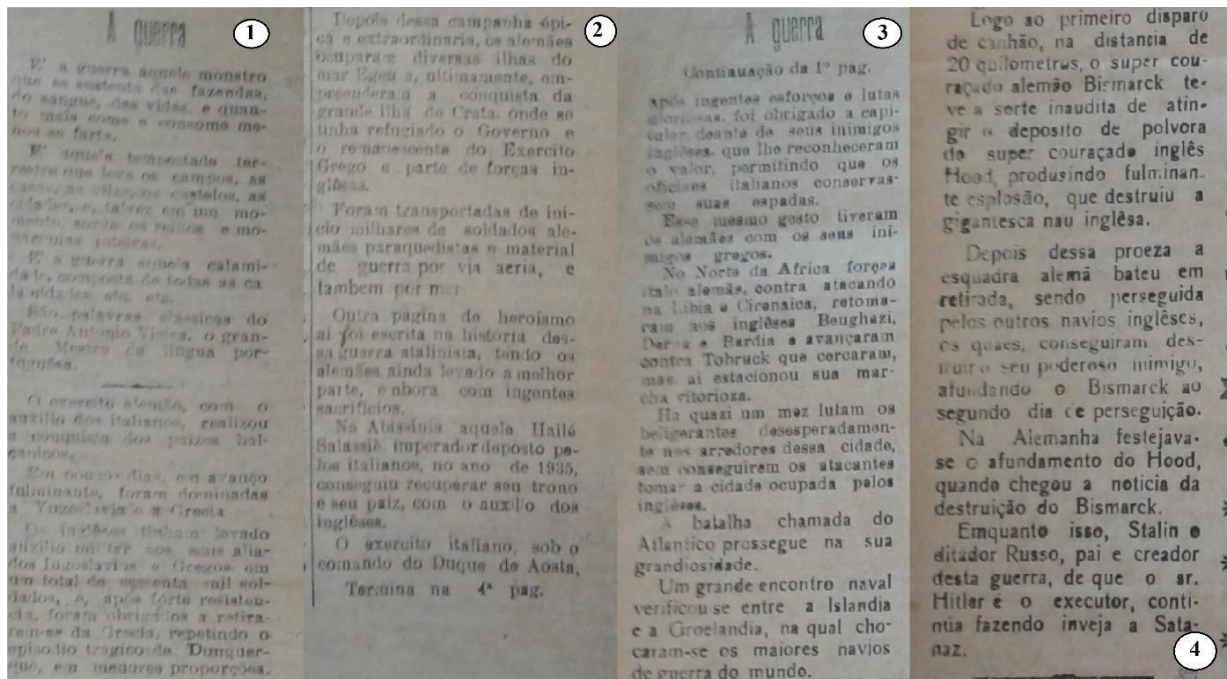 A guerra
1
E' a guerra aquele monstro
que se sustenta das fazendas,
do sangue, das vidas, e quan-
to mais come e consome me-
nos se farta.
E' aquela tempestade ter-
restre que leva os campos, as
casas, as vilas, os castelos, as
cidades, e, talvez em um mo-
mento, sorve os reinos e mo-
narquias inteiras.
E' a guerra aquela calami-
dade, composta de todas as ca
lamidades etc, etc.
São palavras classicas do
Padre Antonio Vieira, o gran-
de Mestre da lingua por-
tuguêsa.
O exercito alemão, com o
auxilio dos italianos, realizou
a conquista dos paizes bal-
canicos.
Em poucos dias, em avanço
fulminante, foram dominadas
a Yugoslavia e a Grecia
Os inglêses tinham levado
auxilio militar aos seus alia-
dos Iugoslavios e Gregos, em
um total de sessenta mil sol-
dados, e, após forte resisten-
cia, foram obrigados a retira-
rem-se da Grecia, repetindo o
episodio tragico de Dunquer-
que, em menores proporções.
2
Depois dessa campanha épi-
ca e extraordinaria, os alemães
ocuparam diversas ilhas do
mar Egeu e, ultimamente, em-
preenderam a conquista da
grande ilha de Creta, onde se
tinha refugiado o Governo e
o remanescente do Exercito
Grego e parte de forças in-
glêsas.
Foram transportadas de ini-
cio milhares de soldados ale-
mães paraquedistas e material
de guerra por via aeria, e
tambem por mar.
Outra pagina de heroismo
ai foi escrita na historia des-
sa guerra stalinista, tendo os
alemães ainda levado a melhor
parte, embora com ingentes
sacrificios.
Na Abissinia aquele Hailé
Salassiê, imperador deposto pe-
los italianos, no ano de 1935,
conseguiu recuperar seu trono
e seu paiz, com o auxilio dos
inglêses.
O exercito italiano, sob o
comando do Duque de Aosta,
Termina na 4ª pag.
A guerra
3
Continuação da 1ª pag.
após ingentes esforços e lutas
gloriosas, foi obrigado a capi-
tular deante de seus inimigos
inglêses, que lhe reconheceram
o valor, permitindo que os
oficiaes italianos conservas-
sem suas espadas.
Esse mesmo gesto tiveram
os alemães com os seus ini-
migos gregos.
No Norte da Africa forças
italo alemãs, contra atacando
na Libia e Cirenaica, retoma-
ram aos inglêses Benghazi,
Derna e Bardia e avançaram
contra Tobruck que cercaram,
mas ai estacionou sua mar-
cha vitorioza.
Ha quazi um mez lutam os
beligerantes desesperadamen-
te nos arredores dessa cidade,
sem conseguirem os atacantes
tomar a cidade ocupada pelos
inglêses.
A batalha chamada do
Atlantico prossegue na sua
grandiosidade.
Um grande encontro naval
verificou-se entre a Islandia
e a Groelandia, na qual cho-
caram-se os maiores navios
de guerra do mundo.
Logo ao primeiro disparo
de canhão, na distancia de
20 quilometros, o super cou-
raçado alemão Bismarck te-
ve a sorte inaudita de atin-
gir o deposito de polvora
do super couraçado inglês
Hood, produsindo fulminan-
te esplosão, que destruiu a
gigantesca nau inglêsa.
Depois dessa proeza a
esquadra alemã bateu em
retirada, sendo perseguida
pelos outros navios inglêses,
os quaes, conseguiram des-
truir o seu poderoso inimigo,
afundando o Bismarck ao
segundo dia de perseguição.
Na Alemanha festejava-
se o afundamento do Hood,
quando chegou a noticia da
destruição do Bismarck.
Emquanto isso, Stalin o
ditador Russo, pai e creador
desta guerra, de que o sr.
Hitler é o executor, conti-
núa fazendo inveja a Sata-
naz.
4